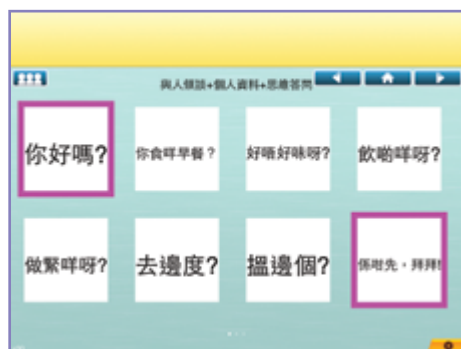 與人傾談+個人資料+思維答問
你好嗎?
你食咩早餐?
好唔好味呀?
飲啲咩呀?
做緊咩呀?
去邊度?
搵邊個?
係咁先，拜拜!